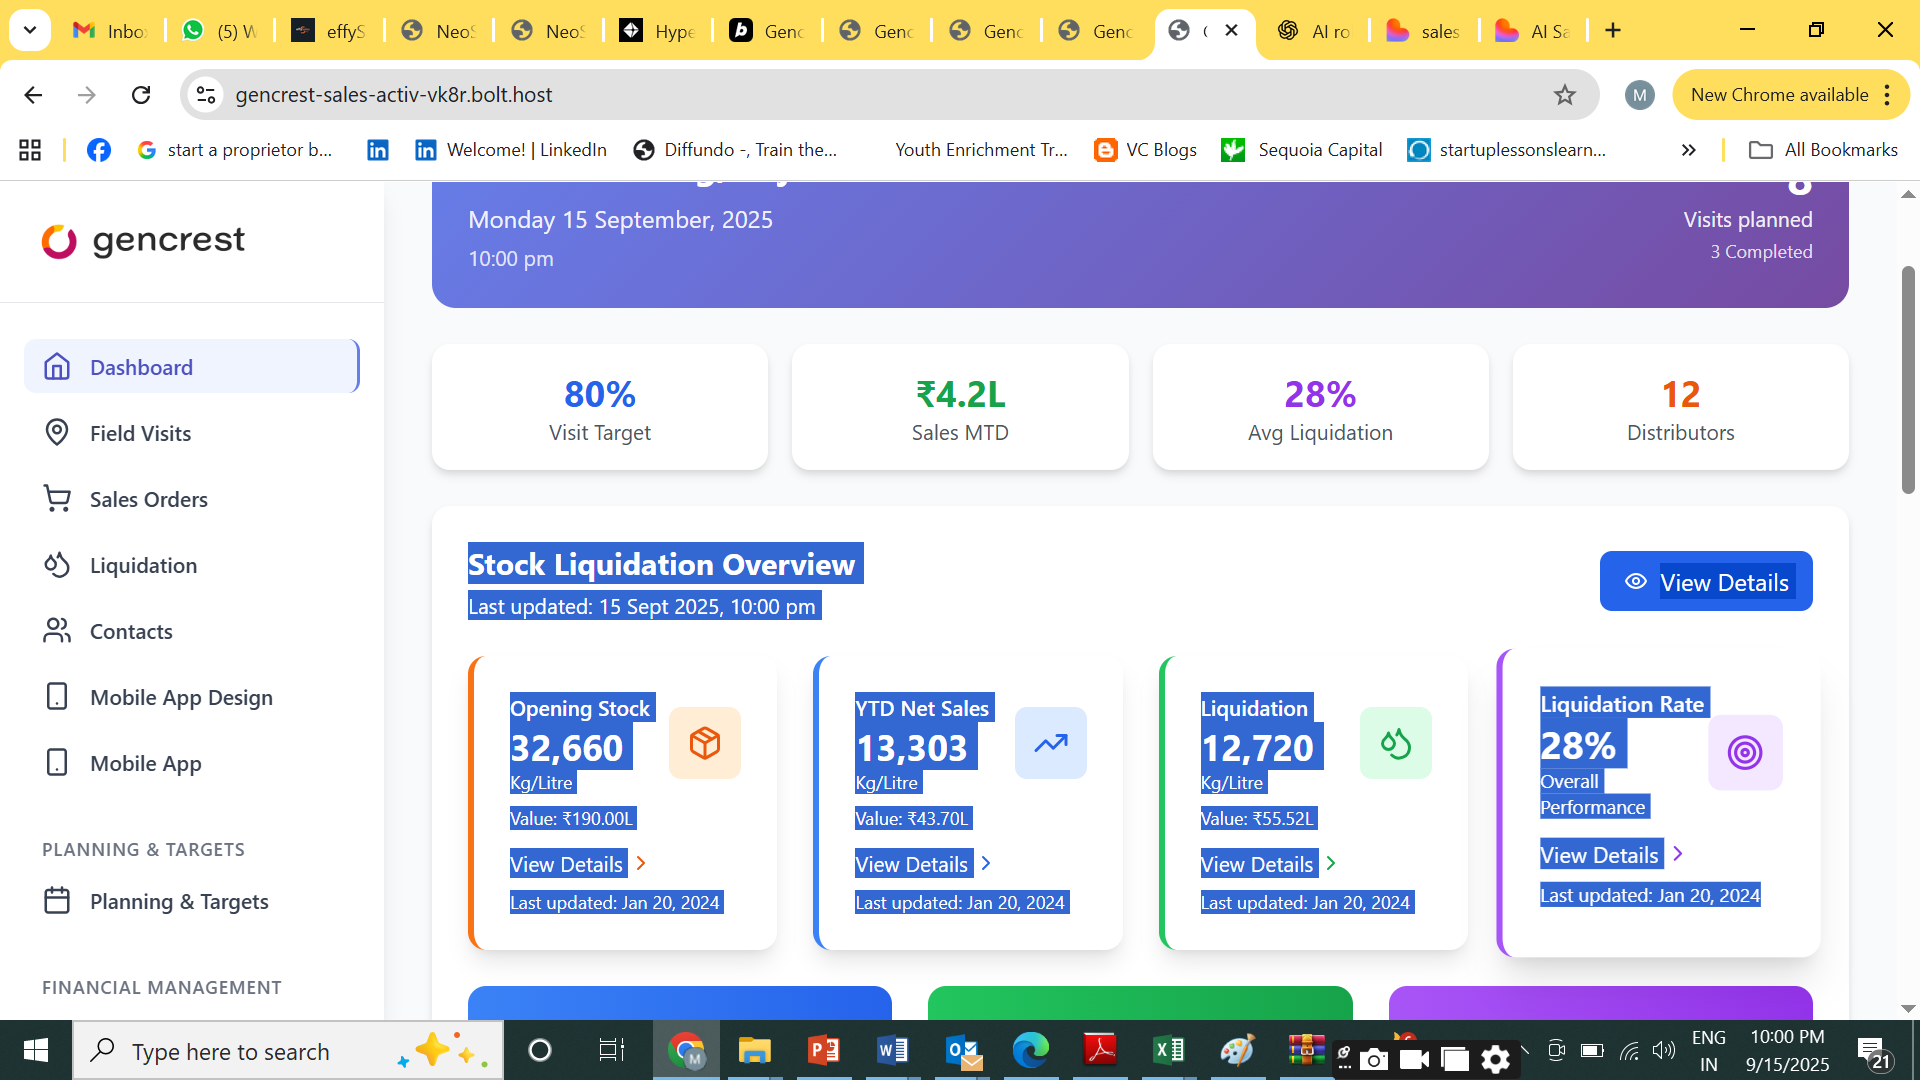 Inbo
(5) W
effyS
NeoS
NeoS
Hype
Genc
Genc
Genc
Genc
AI ro
sales
AI Sa
gencrest-sales-activ-vk8r.bolt.host
M
New Chrome available
start a proprietor b...
Welcome! | LinkedIn
Diffundo -, Train the...
Youth Enrichment Tr...
VC Blogs
Sequoia Capital
startuplessonslearn...
All Bookmarks
gencrest
Dashboard
Field Visits
Sales Orders
Liquidation
Contacts
Mobile App Design
Mobile App
PLANNING & TARGETS
Planning & Targets
FINANCIAL MANAGEMENT
Monday 15 September, 2025
10:00 pm
8
Visits planned
3 Completed
80%
Visit Target
₹4.2L
Sales MTD
28%
Avg Liquidation
12
Distributors
Stock Liquidation Overview
Last updated: 15 Sept 2025, 10:00 pm
View Details
Opening Stock
32,660
Kg/Litre
Value: ₹190.00L
View Details
Last updated: Jan 20, 2024
YTD Net Sales
13,303
Kg/Litre
Value: ₹43.70L
View Details
Last updated: Jan 20, 2024
Liquidation
12,720
Kg/Litre
Value: ₹55.52L
View Details
Last updated: Jan 20, 2024
Liquidation Rate
28%
Overall
Performance
View Details
Last updated: Jan 20, 2024
Type here to search
ENG
IN
10:00 PM
9/15/2025
21